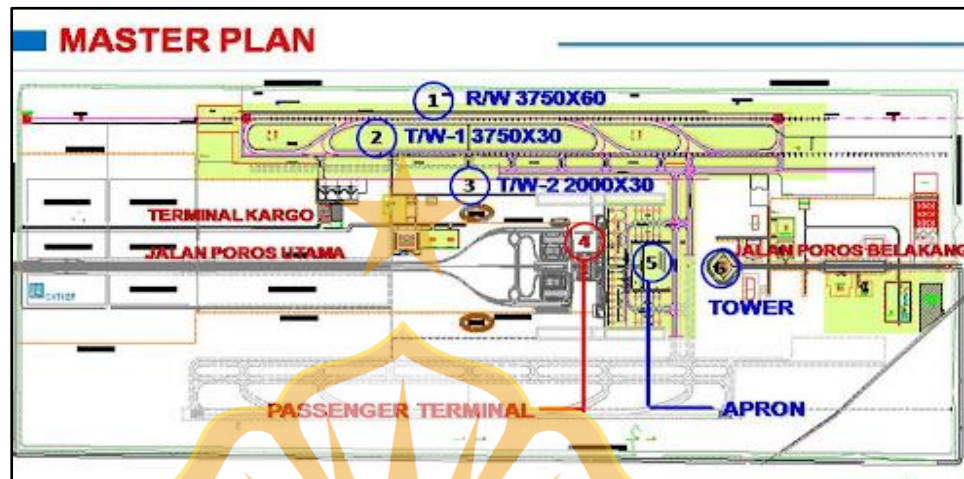 MASTER PLAN
1 R/W 3750X60
2 T/W-1 3750X30
3 T/W-2 2000X30
TERMINAL KARGO
4
JALAN POROS UTAMA
5
6
JALAN POROS BELAKANG
TOWER
PASSENGER TERMINAL
APRON